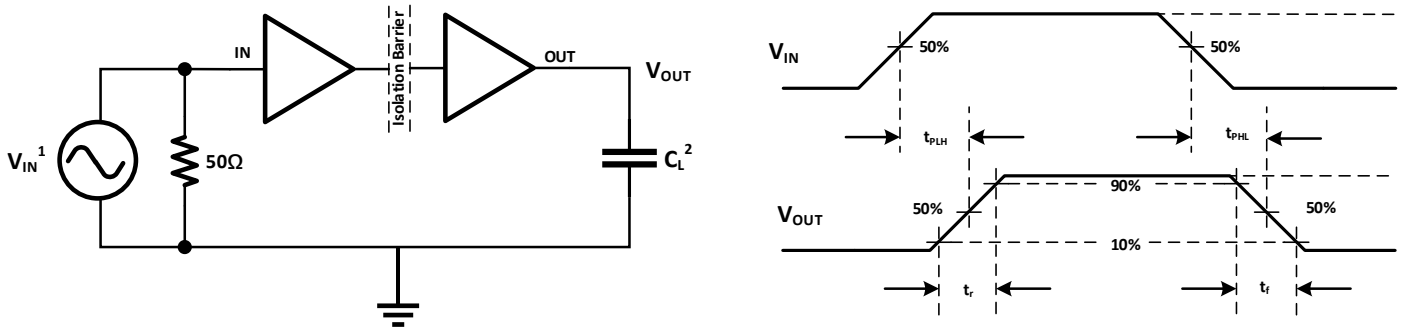 IN
Isolation Barrier
OUT
VOUT
VIN1
50Ω
CL2
VIN
50%
50%
tPLH
tPHL
VOUT
50%
90%
50%
10%
tr
tf